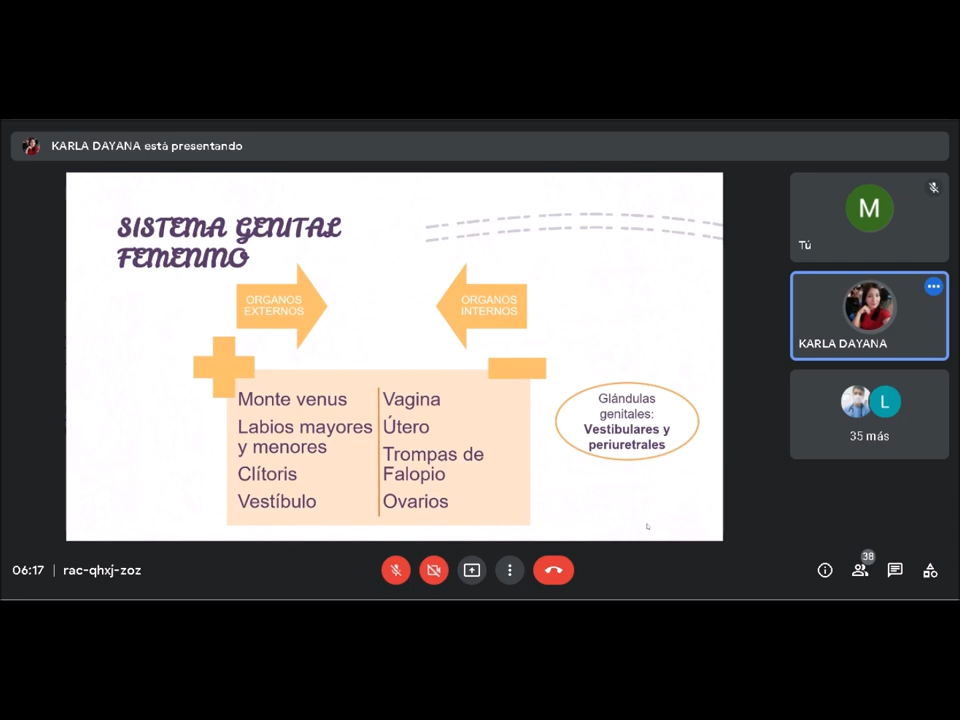 KARLA DAYANA está presentando
SISTEMA GENITAL
FEMENINO
ORGANOS
EXTERNOS
ORGANOS
INTERNOS
Monte venus
Labios mayores
y menores
Clítoris
Vestíbulo
Vagina
Útero
Trompas de
Falopio
Ovarios
Glándulas
genitales:
Vestibulares y
periuretrales
M
Tú
KARLA DAYANA
L
35 más
06:17 | rac-qhxj-zoz
38